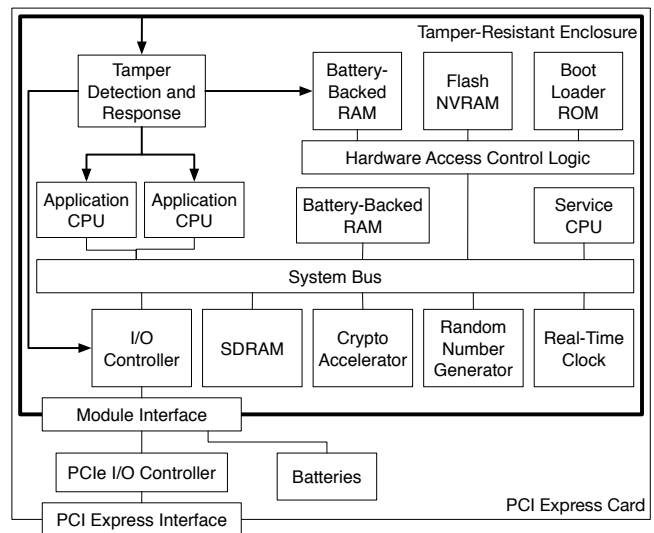 Tamper-Resistant Enclosure
Tamper
Detection and
Response
Battery-
Backed
RAM
Flash
NVRAM
Boot
Loader
ROM
Hardware Access Control Logic
Application
CPU
Application
CPU
Battery-Backed
RAM
Service
CPU
System Bus
I/O
Controller
SDRAM
Crypto
Accelerator
Random
Number
Generator
Real-Time
Clock
Module Interface
PCIe I/O Controller
Batteries
PCI Express Card
PCI Express Interface